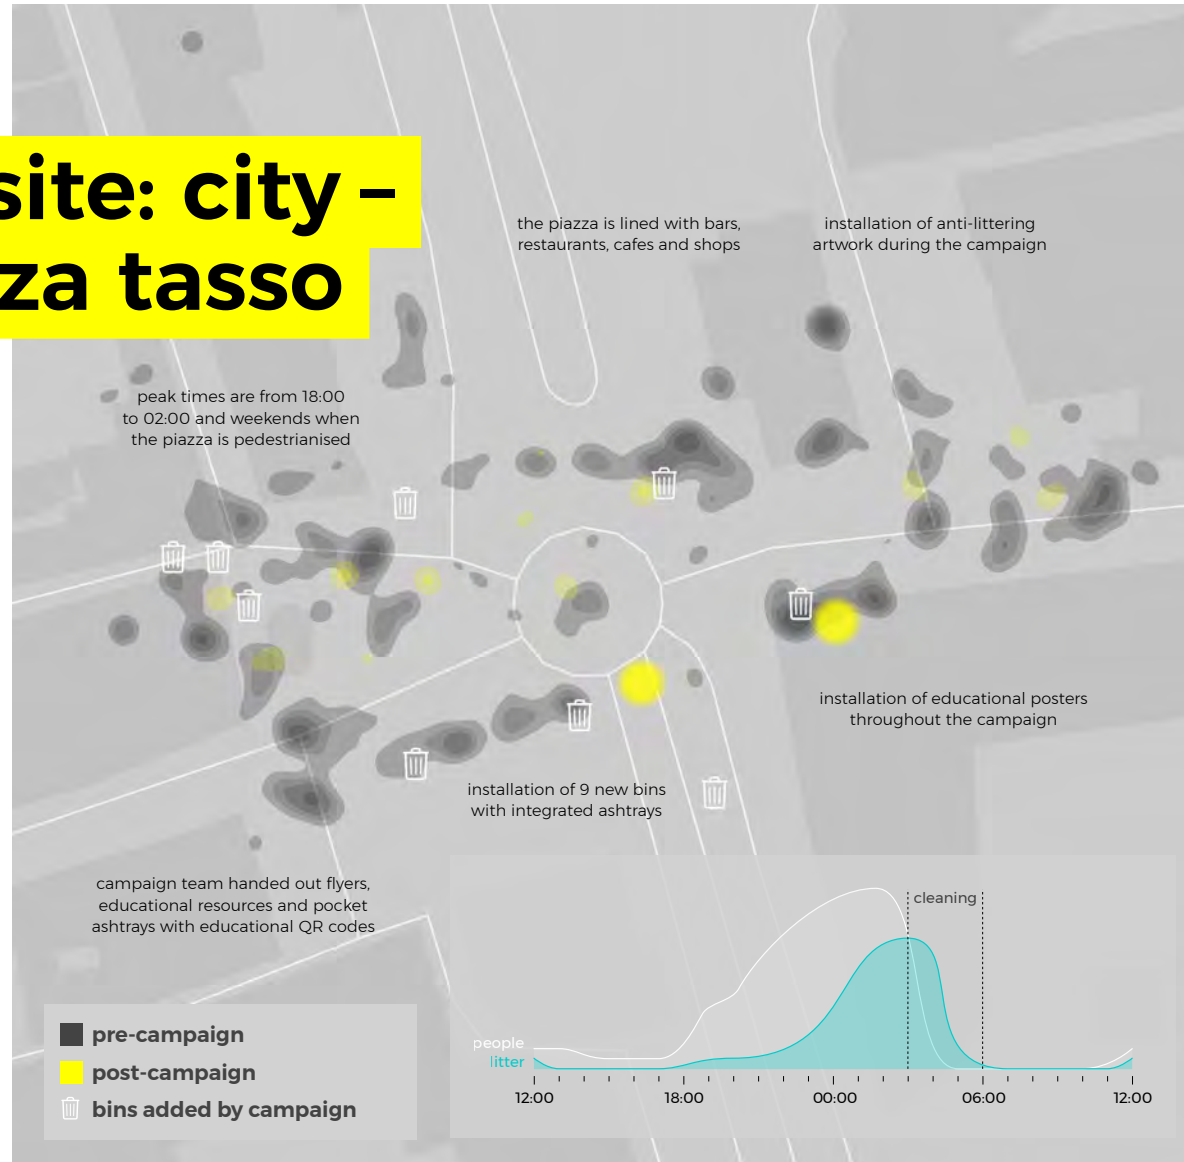 site: city –
za tasso
the piazza is lined with bars,
restaurants, cafes and shops
installation of anti-littering
artwork during the campaign
peak times are from 18:00
to 02:00 and weekends when
the piazza is pedestrianised
installation of educational posters
throughout the campaign
installation of 9 new bins
with integrated ashtrays
campaign team handed out flyers,
educational resources and pocket
ashtrays with educational QR codes
cleaning
people
litter
12:00 18:00 00:00 06:00 12:00
pre-campaign
post-campaign
bins added by campaign